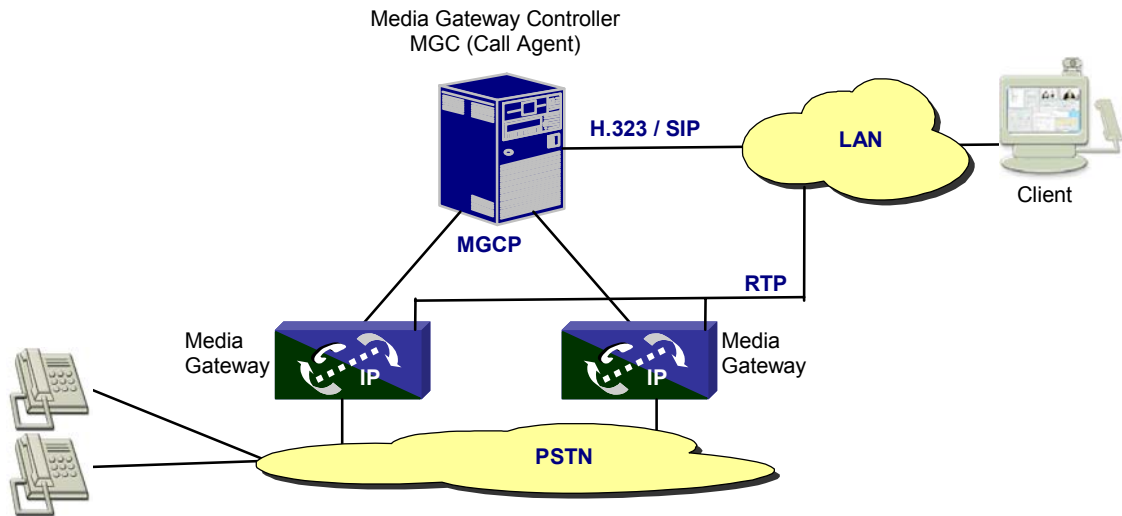 Media Gateway Controller
MGC (Call Agent)
H.323 / SIP
LAN
Client
MGCP
RTP
Media
Gateway
IP
IP
Media
Gateway
PSTN